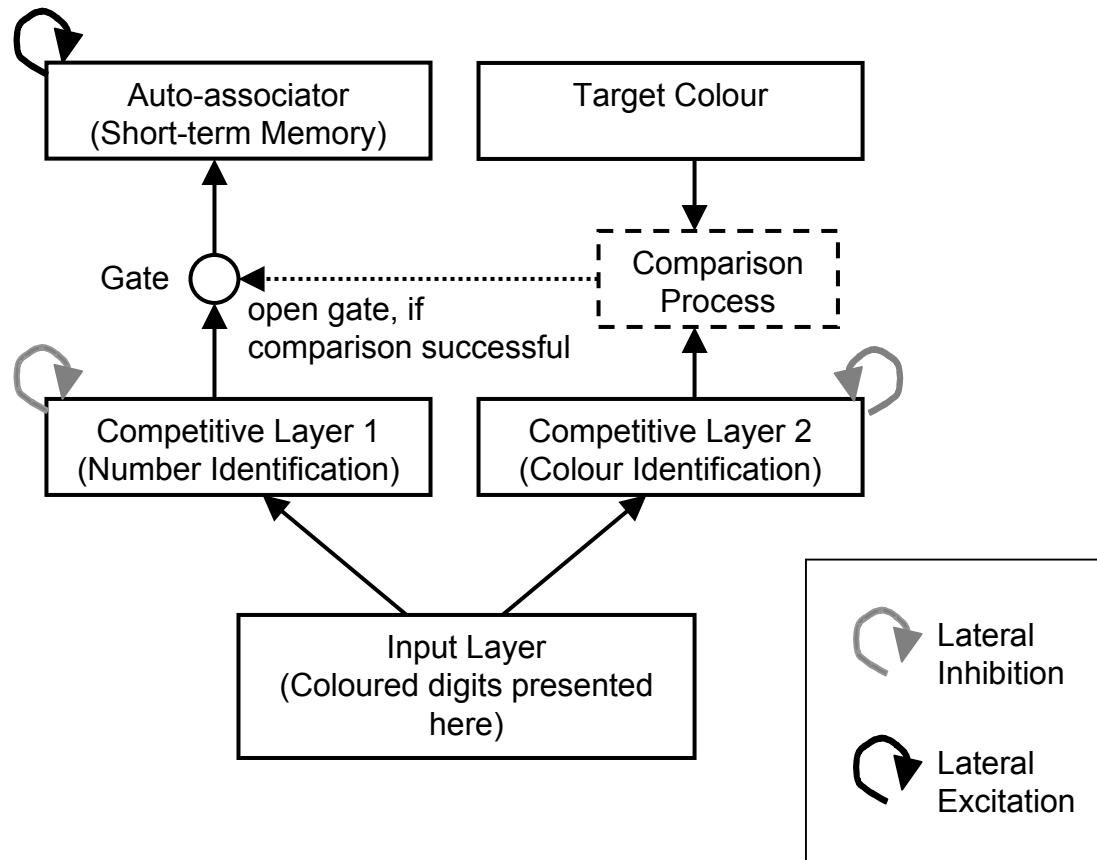 Auto-associator
(Short-term Memory)
Target Colour
Gate
Comparison
Process
open gate, if
comparison successful
Competitive Layer 1
(Number Identification)
Competitive Layer 2
(Colour Identification)
Input Layer
(Coloured digits presented
here)
Lateral
Inhibition
Lateral
Excitation